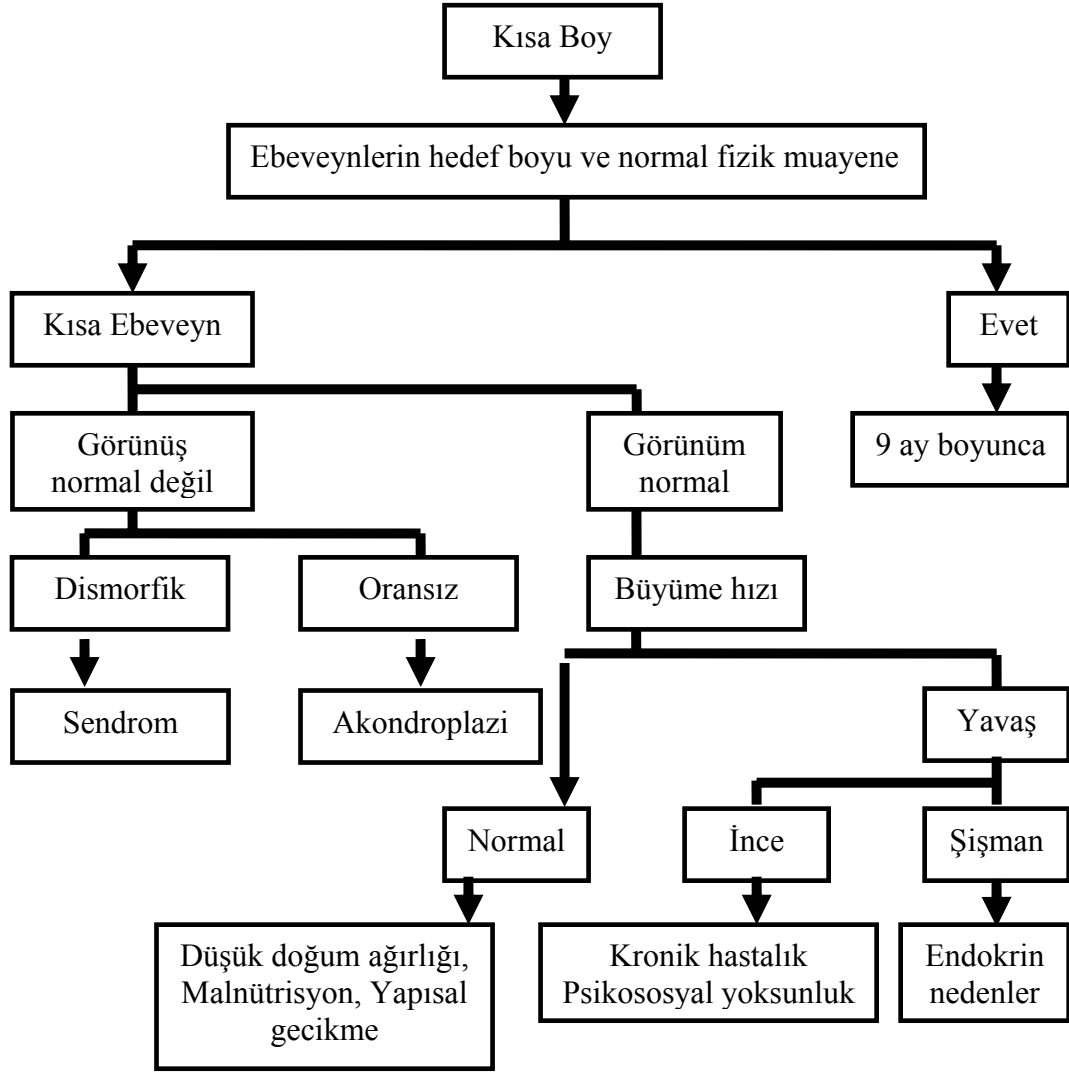 Kısa Boy
Ebeveynlerin hedef boyu ve normal fizik muayene
Kısa Ebeveyn
Evet
Görünüş
normal değil
Görünüm
normal
9 ay boyunca
Dismorfik
Oransız
Büyüme hızı
Sendrom
Akondroplazi
Yavaş
Normal
İnce
Şişman
Düşük doğum ağırlığı,
Malnütrisyon, Yapısal
gecikme
Kronik hastalık
Psikososyal yoksunluk
Endokrin
nedenler